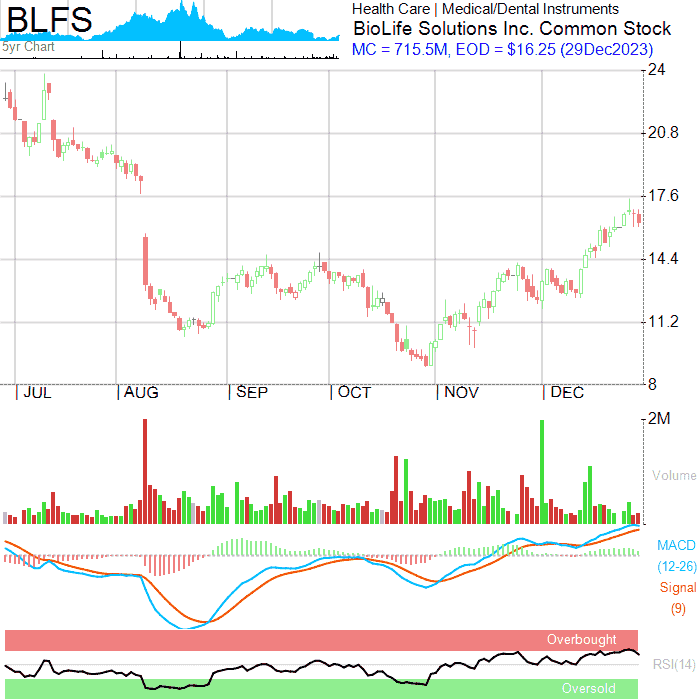 BLFS
5yr Chart
Health Care | Medical/Dental Instruments
BioLife Solutions Inc. Common Stock
MC = 715.5M, EOD = $16.25 (29Dec2023)
24
20.8
17.6
14.4
11.2
8
JUL AUG SEP OCT NOV DEC
2M
Volume
MACD
(12-26)
Signal
(9)
Overbought
RSI(14)
Oversold